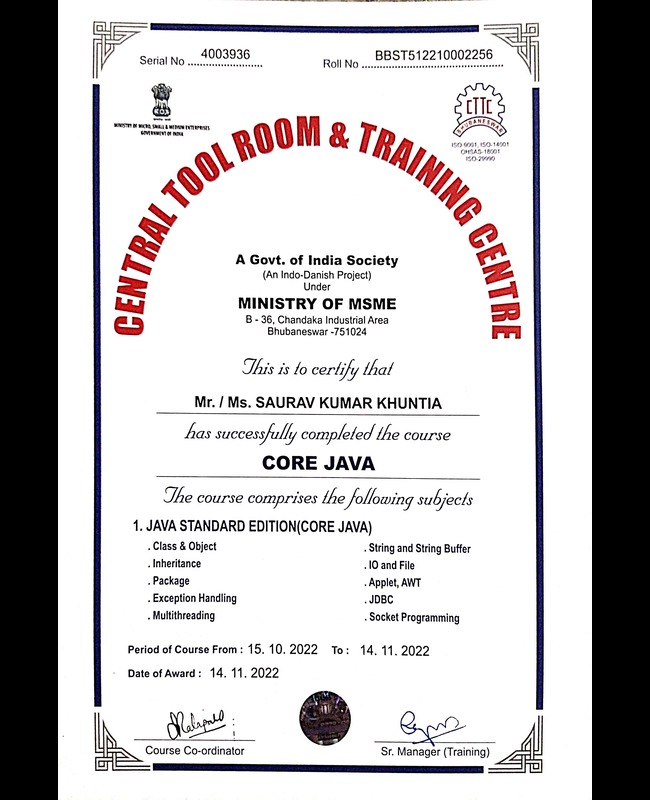 Serial No 4003936
Roll No BBST512210002256
MINISTRY OF MICRO, SMALL & MEDIUM ENTERPRISES
GOVERNMENT OF INDIA
CTTC
BHUBANESWAR
ISO-9001, ISO-14001
OHSAS-18001
ISO-29990
CENTRAL TOOL ROOM & TRAINING CENTRE
A Govt. of India Society
(An Indo-Danish Project)
Under
MINISTRY OF MSME
B - 36, Chandaka Industrial Area
Bhubaneswar -751024
This is to certify that
Mr. / Ms. SAURAV KUMAR KHUNTIA
has successfully completed the course
CORE JAVA
The course comprises the following subjects
1. JAVA STANDARD EDITION(CORE JAVA)
. Class & Object
. Inheritance
. Package
. Exception Handling
. Multithreading
. String and String Buffer
. IO and File
. Applet, AWT
. JDBC
. Socket Programming
Period of Course From : 15. 10. 2022 To : 14. 11. 2022
Date of Award : 14. 11. 2022
Course Co-ordinator
Sr. Manager (Training)